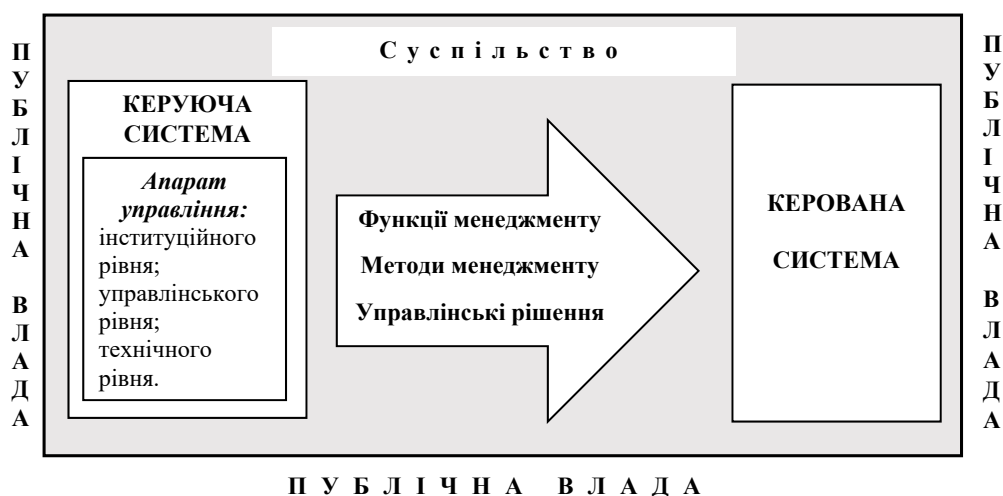 С у с п і л ь с т в о
П У Б Л І Ч Н А В Л А Д А
КЕРУЮЧА
СИСТЕМА
Апарат
управління:
інституційного
рівня;
управлінського
рівня;
технічного
рівня.
Функції менеджменту
Методи менеджменту
Управлінські рішення
КЕРОВАНА
СИСТЕМА
П У Б Л І Ч Н А В Л А Д А
П У Б Л І Ч Н А В Л А Д А